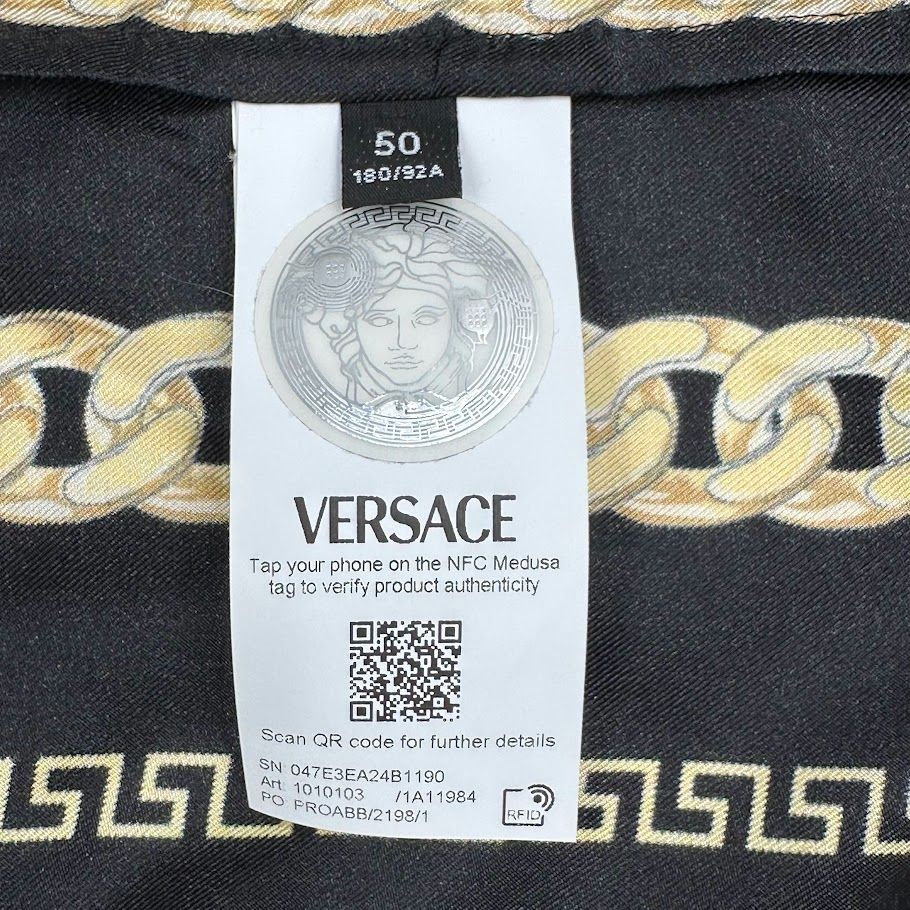 50
180/92A
VERSACE
Tap your phone on the NFC Medusa
tag to verify product authenticity
Scan QR code for further details
SN: 047E3EA24B1190
Art: 1010103 /1A11984
PO: PROABB/2198/1
RFID